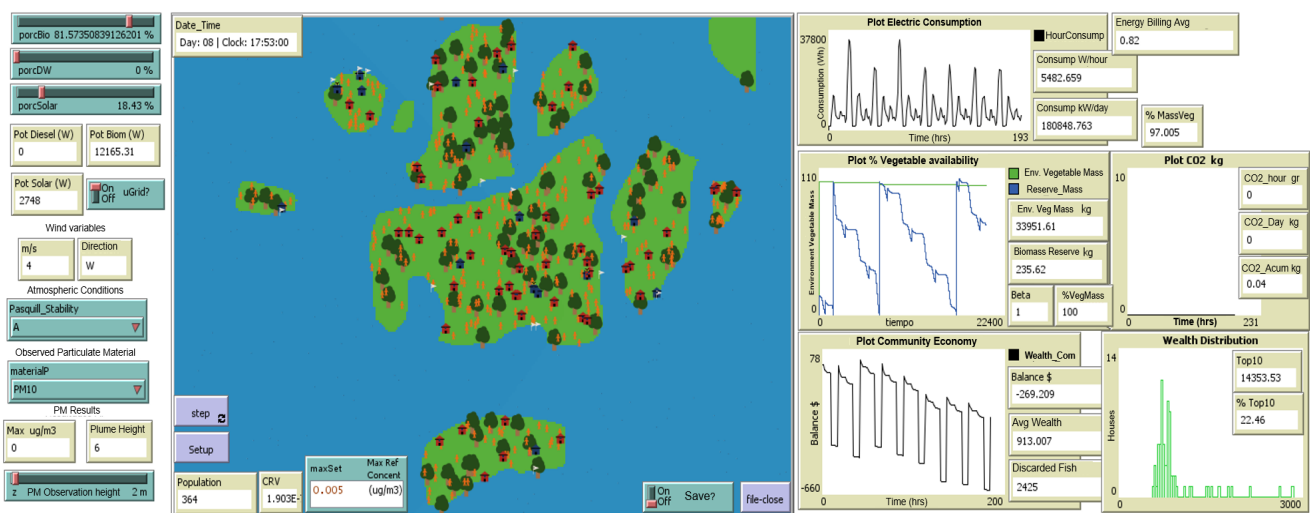 porcBio 81.57350839126201 %
porcDW 0 %
porcSolar 18.43 %
Pot Diesel (W)
0
Pot Biom (W)
12165.31
Pot Solar (W)
2748
On
Off
uGrid?
Wind variables
m/s
4
Direction
W
Atmospheric Conditions
Pasquill_Stability
A
Observed Particulate Material
materialP
PM10
PM Results
Max ug/m3
0
Plume Height
6
z PM Observation height 2 m
Date_Time
Day: 08 | Clock: 17:53:00
step
Setup
Population
364
CRV
1.903E-
maxSet
Max Ref
Concent
0.005
(ug/m3)
On
Off
Save?
file-close
Plot Electric Consumption
37800
Consumption (Wh)
0
0
Time (hrs)
193
HourConsump
Consump W/hour
5482.659
Consump kW/day
180848.763
Energy Billing Avg
0.82
% MassVeg
97.005
Plot % Vegetable availability
110
Environment Vegetable Mass
0
0
tiempo
22400
Env. Vegetable Mass
Reserve_Mass
Env. Veg Mass kg
33951.61
Biomass Reserve kg
235.62
Beta
1
%VegMass
100
Plot CO2 kg
10
0
0
Time (hrs)
231
CO2_hour gr
0
CO2_Day kg
0
CO2_Acum kg
0.04
Plot Community Economy
78
Balance $
-660
0
Time (hrs)
200
Wealth_Com
Balance $
-269.209
Avg Wealth
913.007
Discarded Fish
2425
Wealth Distribution
14
Houses
0
0
3000
Top10
14353.53
% Top10
22.46